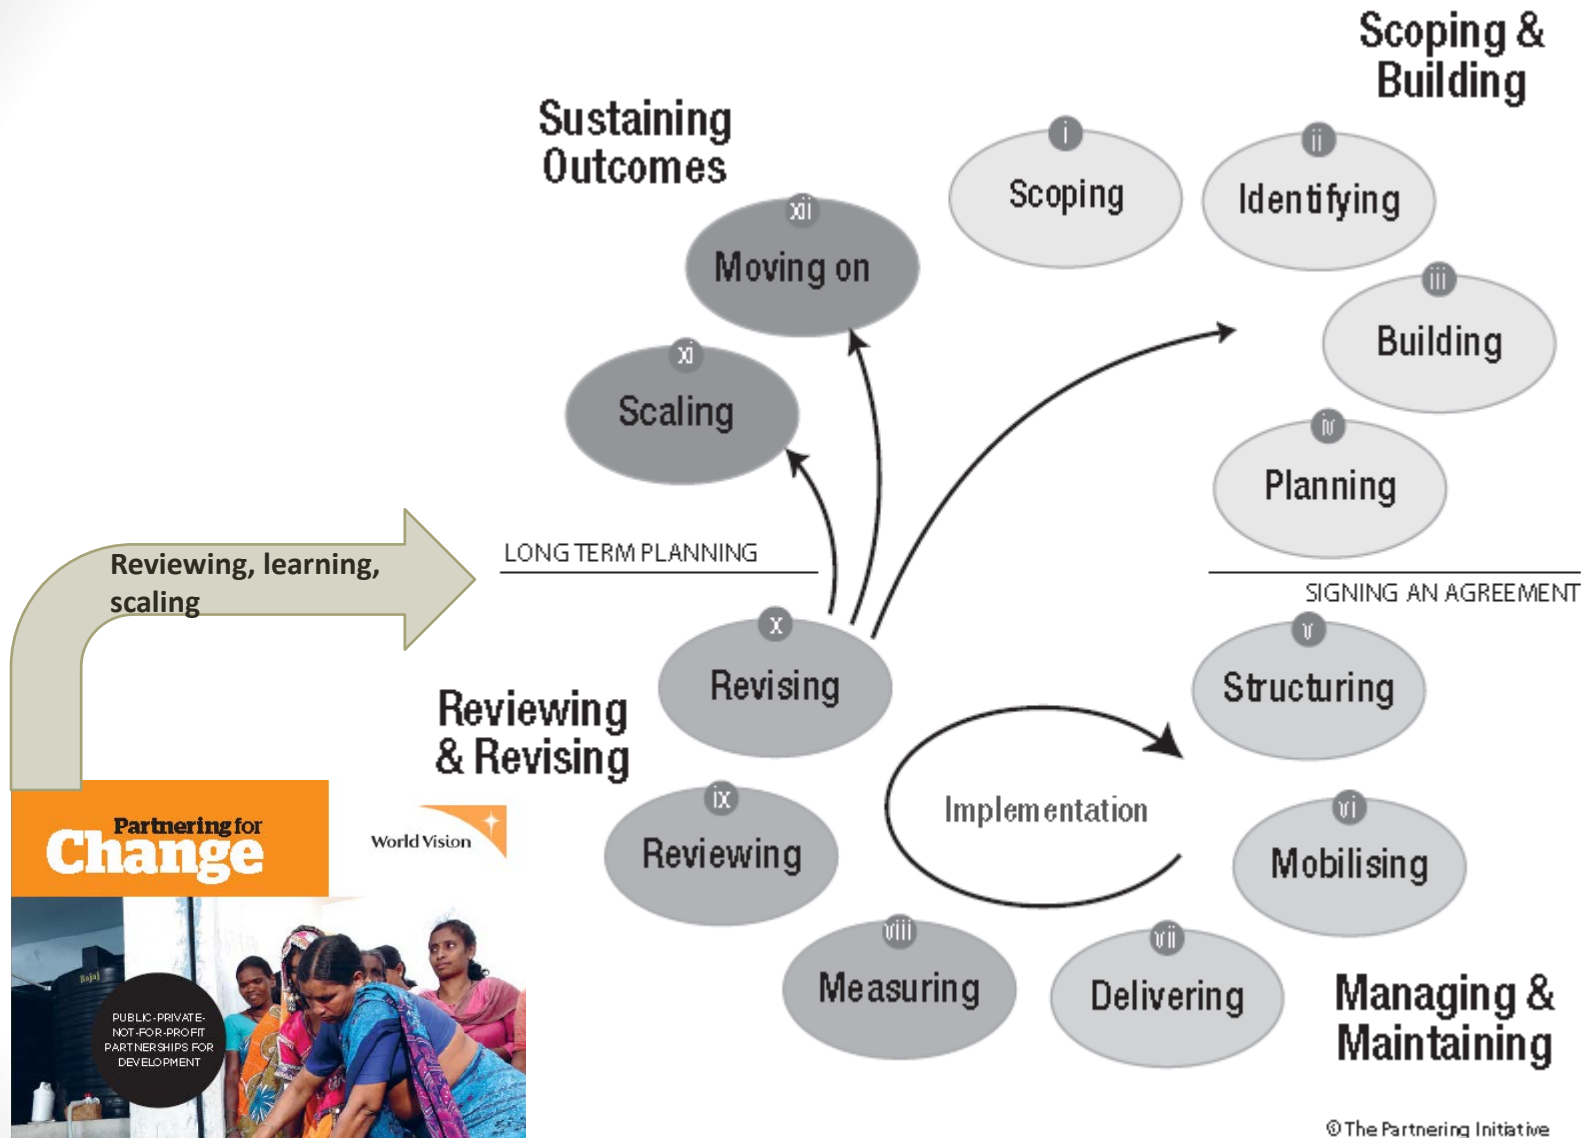 Scoping &
Building
Sustaining
Outcomes
i
Scoping
ii
Identifying
xii
Moving on
iii
Building
xi
Scaling
iv
Planning
LONG TERM PLANNING
SIGNING AN AGREEMENT
Reviewing, learning,
scaling
x
Revising
v
Structuring
Reviewing
& Revising
ix
Reviewing
Implementation
vi
Mobilising
viii
Measuring
vii
Delivering
Managing &
Maintaining
Partnering for
Change
World Vision
Bajaj
PUBLIC-PRIVATE-
NOT-FOR-PROFIT
PARTNERSHIPS FOR
DEVELOPMENT
© The Partnering Initiative